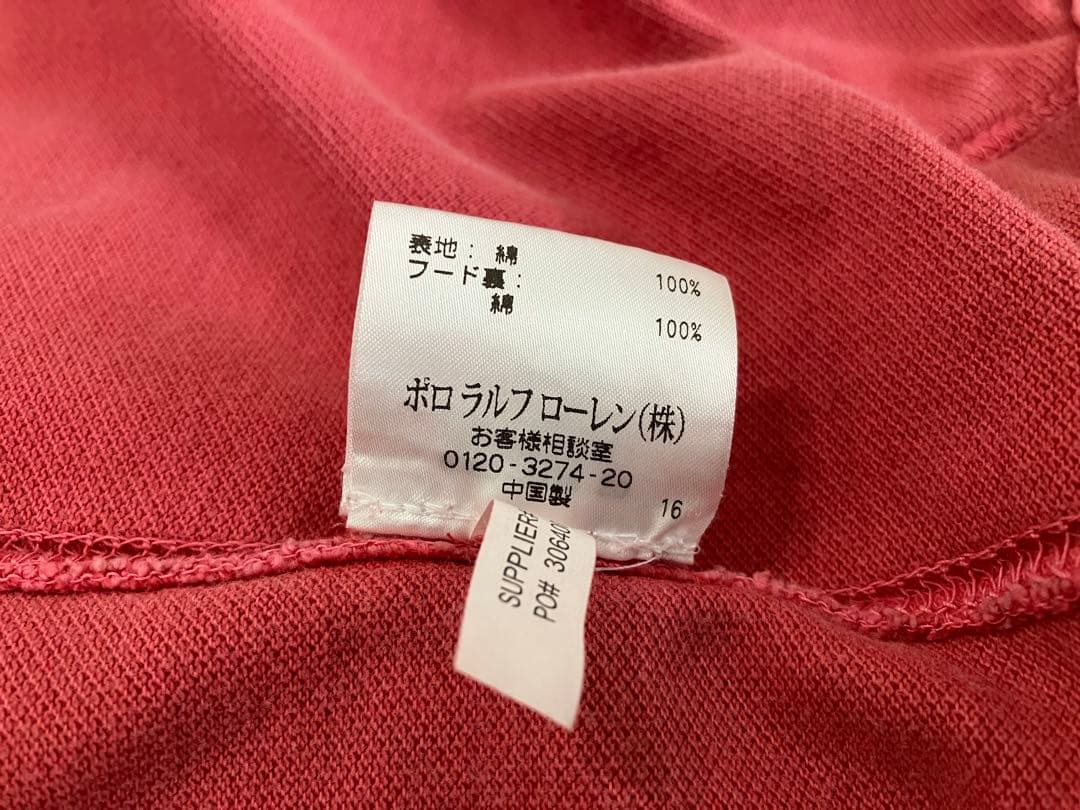 表地： 綿 100%
フード裏：
綿 100%
ポロ ラルフ ローレン(株)
お客様相談室
0120-3274-20
中国製 16
SUPPLIER#
PO# 30640